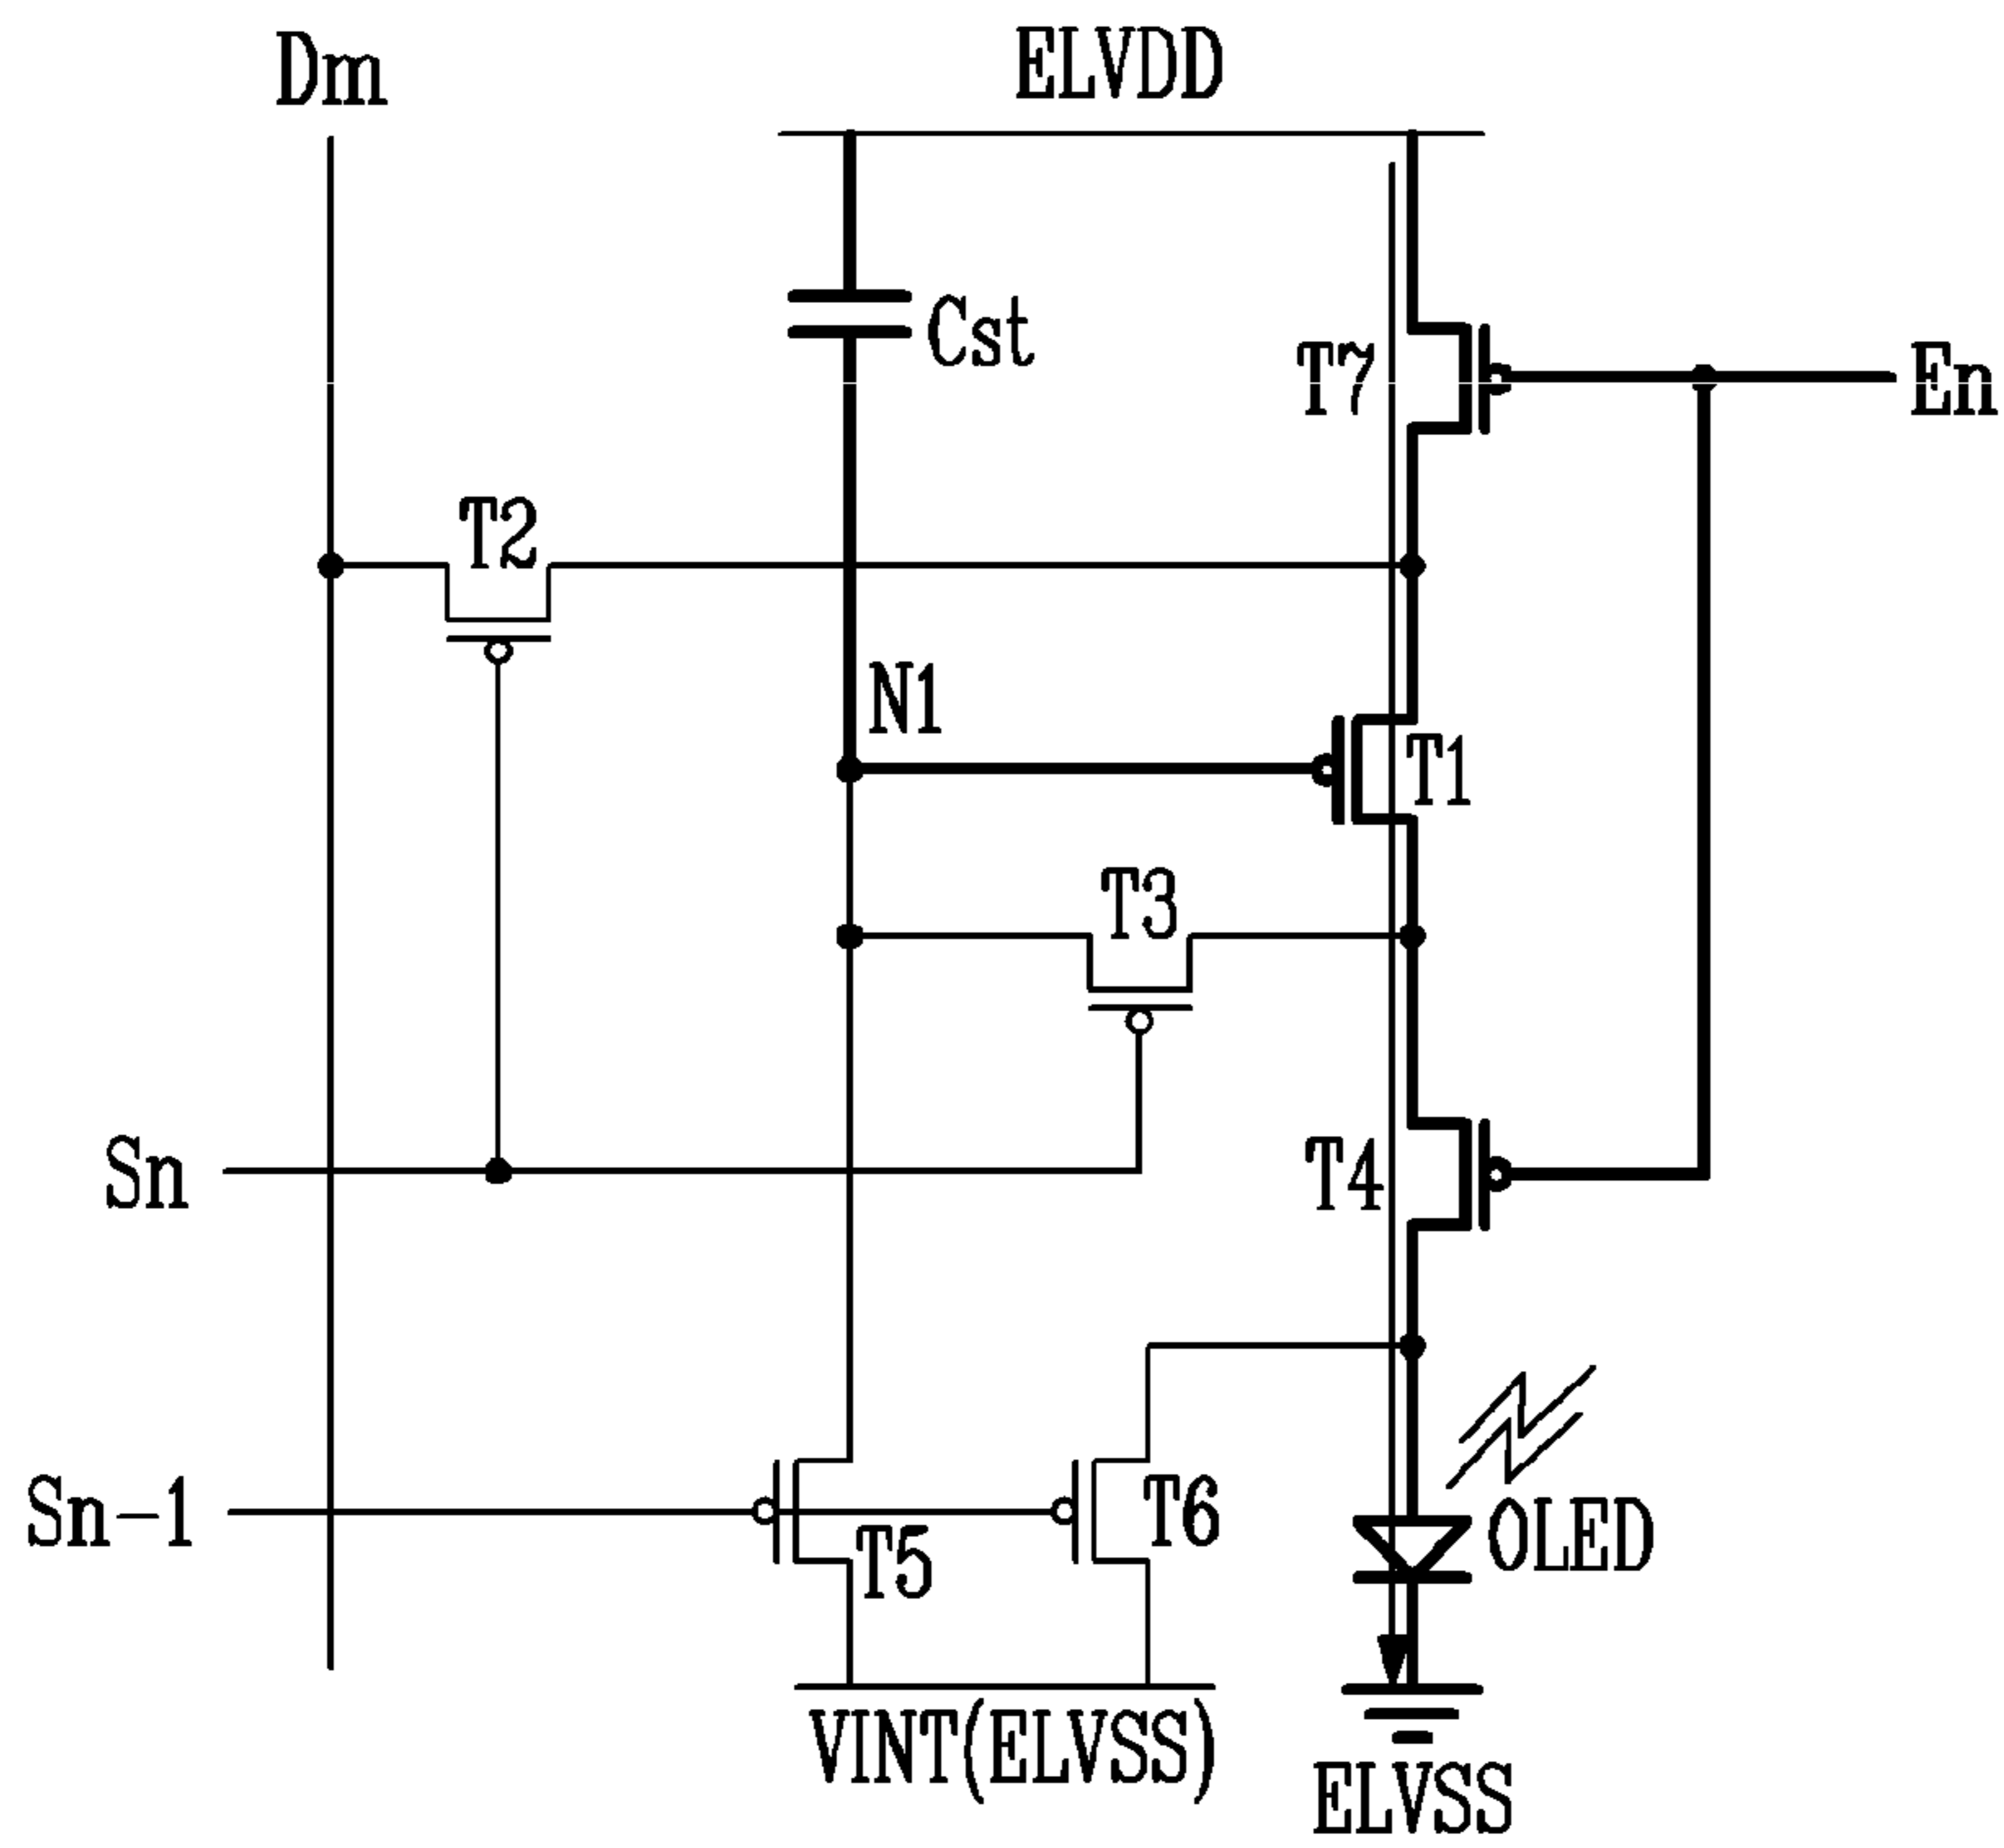 Dm
ELVDD
Cst
T7
En
T2
N1
T1
T3
Sn
T4
Sn-1
T5
T6
OLED
VINT(ELVSS)
ELVSS